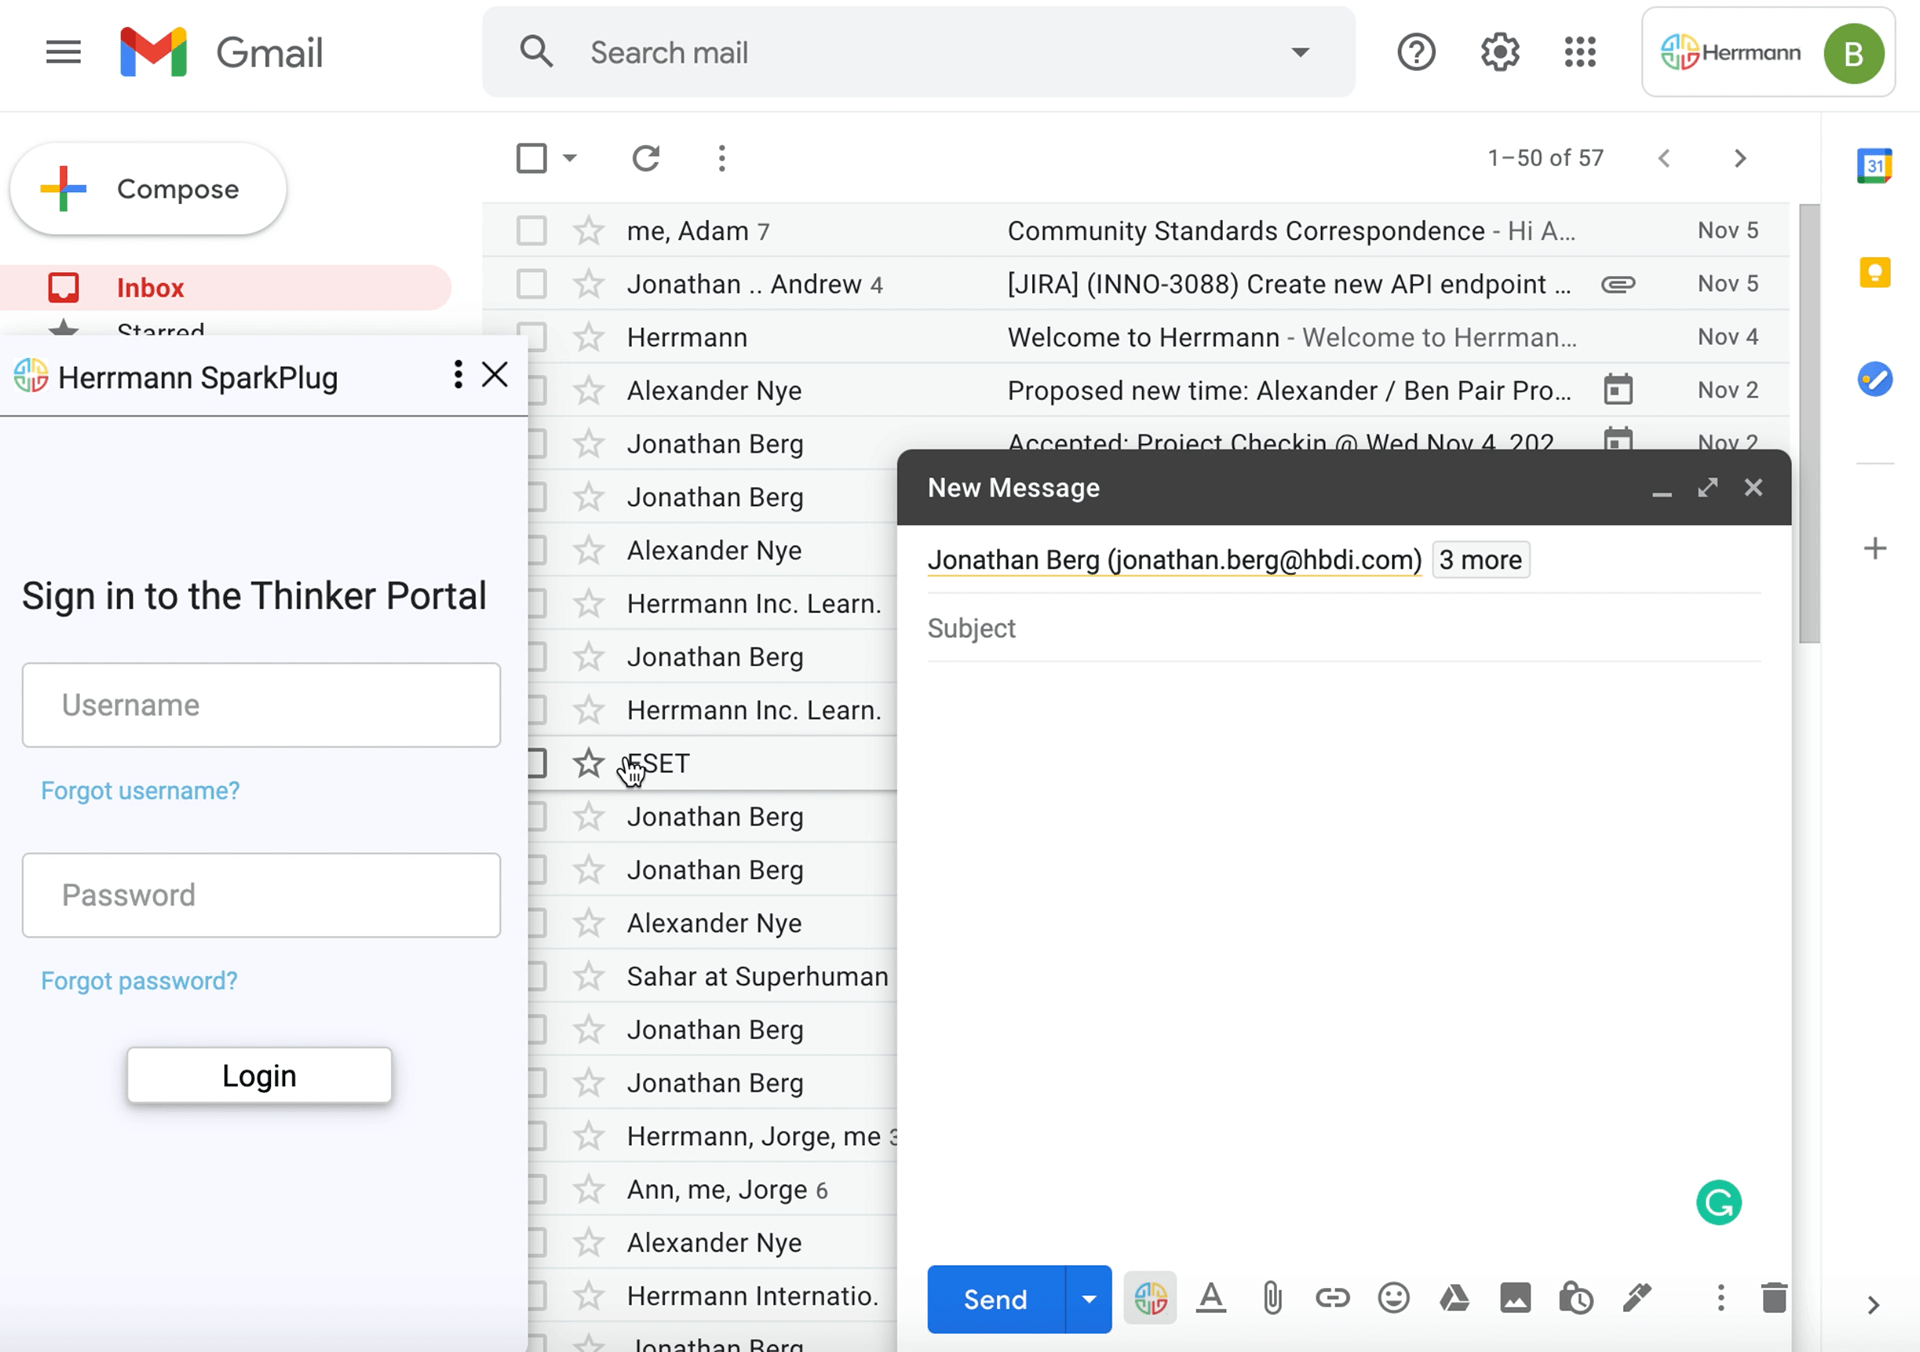 Gmail
Search mail
Herrmann
B
Compose
1–50 of 57
31
Inbox
Starred
me, Adam 7 Community Standards Correspondence - Hi A... Nov 5
Jonathan .. Andrew 4 [JIRA] (INNO-3088) Create new API endpoint ... Nov 5
Herrmann Welcome to Herrmann - Welcome to Herrman... Nov 4
Alexander Nye Proposed new time: Alexander / Ben Pair Pro... Nov 2
Jonathan Berg Accepted: Project Checkin @ Wed Nov 4, 202 Nov 2
Jonathan Berg
Alexander Nye
Herrmann Inc. Learn.
Jonathan Berg
Herrmann Inc. Learn.
ESET
Jonathan Berg
Jonathan Berg
Alexander Nye
Sahar at Superhuman
Jonathan Berg
Jonathan Berg
Herrmann, Jorge, me 3
Ann, me, Jorge 6
Alexander Nye
Herrmann Internatio.
Jonathan Berg
Herrmann SparkPlug
Sign in to the Thinker Portal
Username
Forgot username?
Password
Forgot password?
Login
New Message
Jonathan Berg (jonathan.berg@hbdi.com) 3 more
Subject
Send